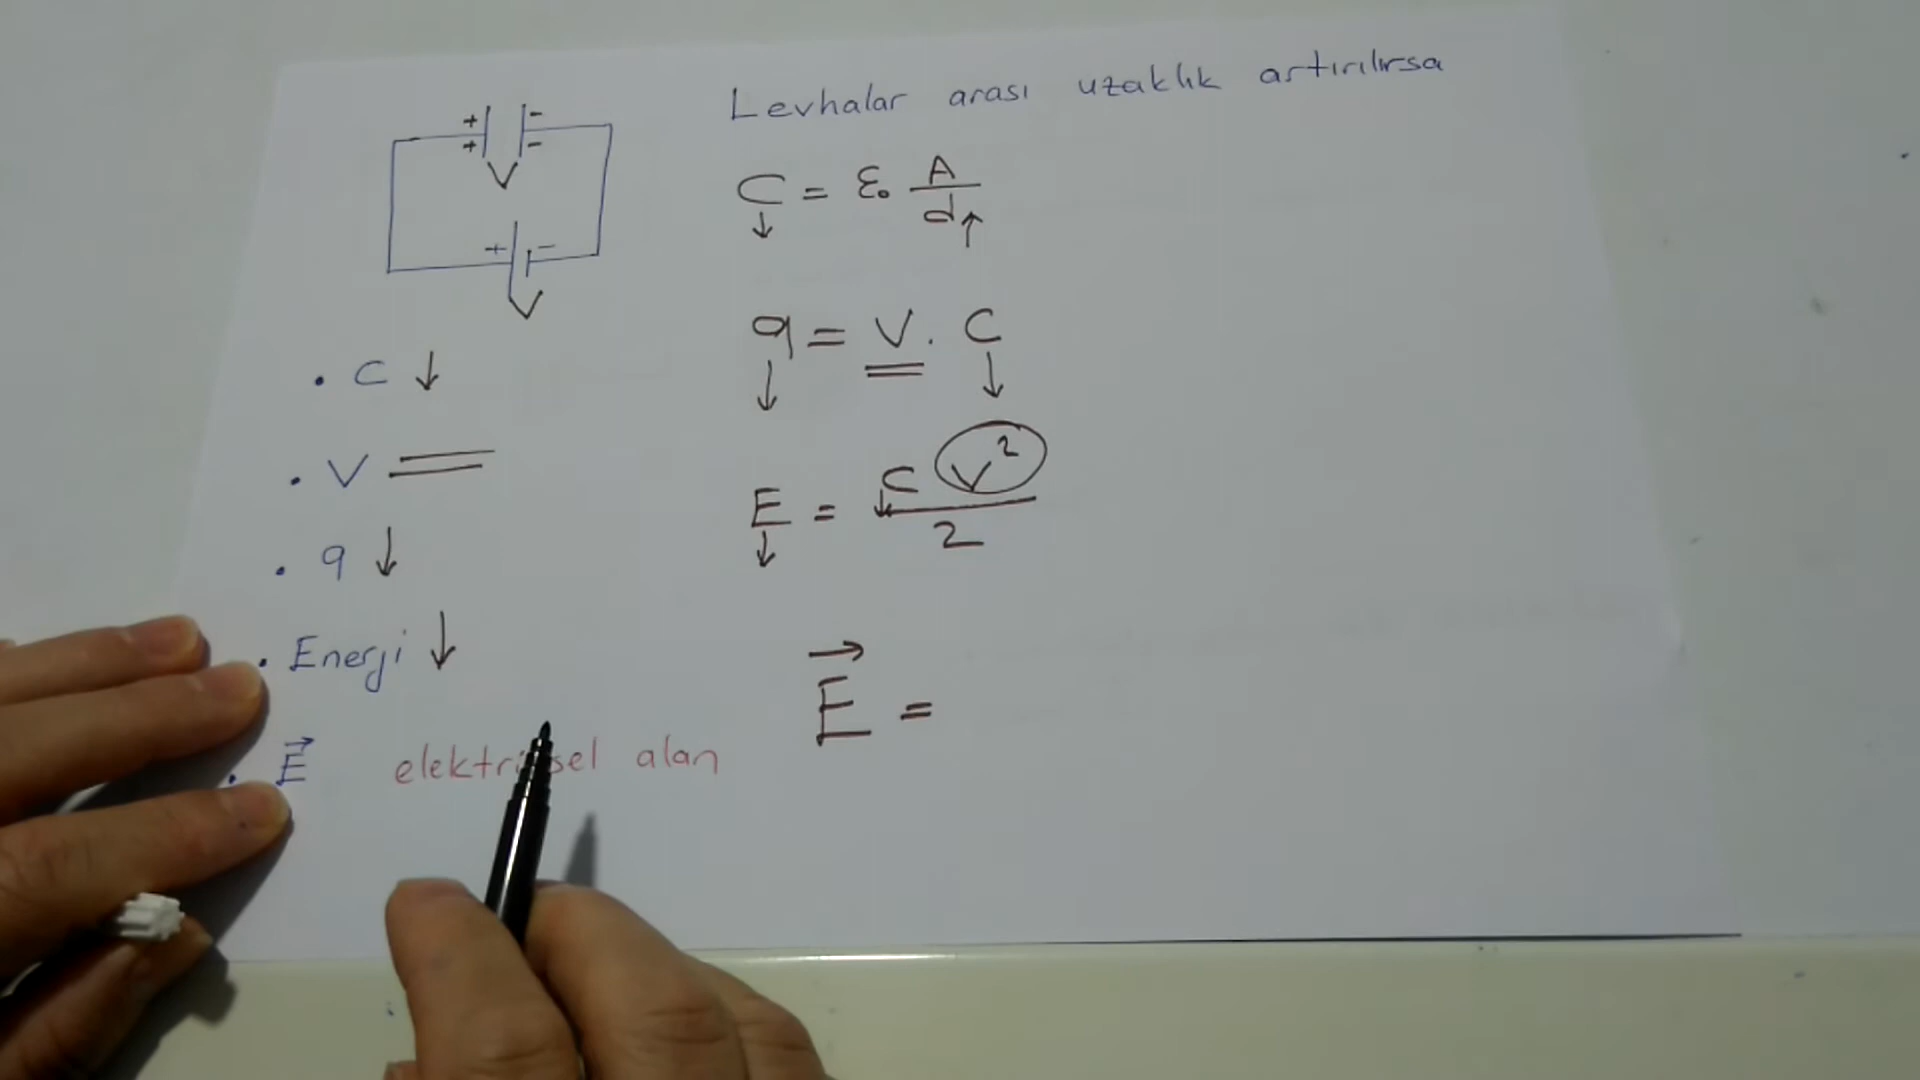 Levhalar arası uzaklık artırılırsa
+ -
+ -
V
+ -
V
C = ε₀ A/d↑
↓
q = V . C
↓ ↓
E = C V²/2
↓ ↓
E⃗ =
• C ↓
• V =
• q ↓
• Enerji ↓
• E⃗ elektriksel alan